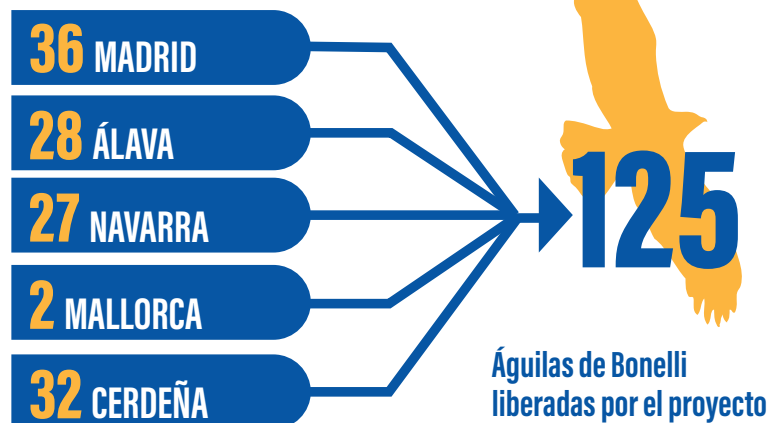 36 MADRID
28 ÁLAVA
27 NAVARRA
2 MALLORCA
32 CERDEÑA
125
Águilas de Bonelli
liberadas por el proyecto